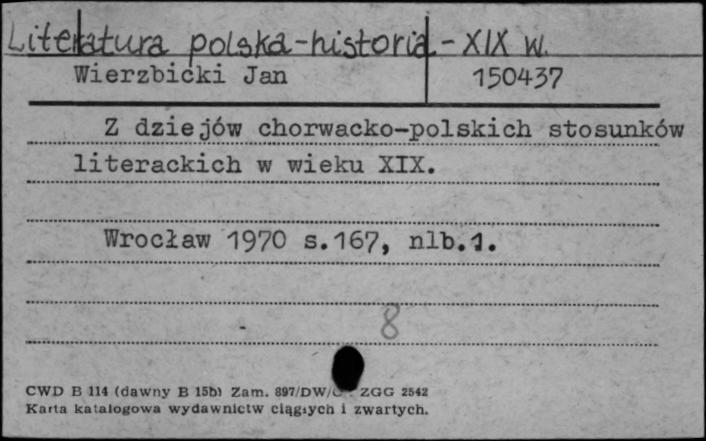 Literatura polska-historia - XIX w.
Wierzbicki Jan 150437
Z dziejów chorwacko-polskich stosunków
literackich w wieku XIX.
Wrocław 1970 s.167, nlb.1.
8
CWD B 114 (dawny B 15b) Zam. 897/DW/ ZGG 2542
Karta katalogowa wydawnictw ciągłych i zwartych.